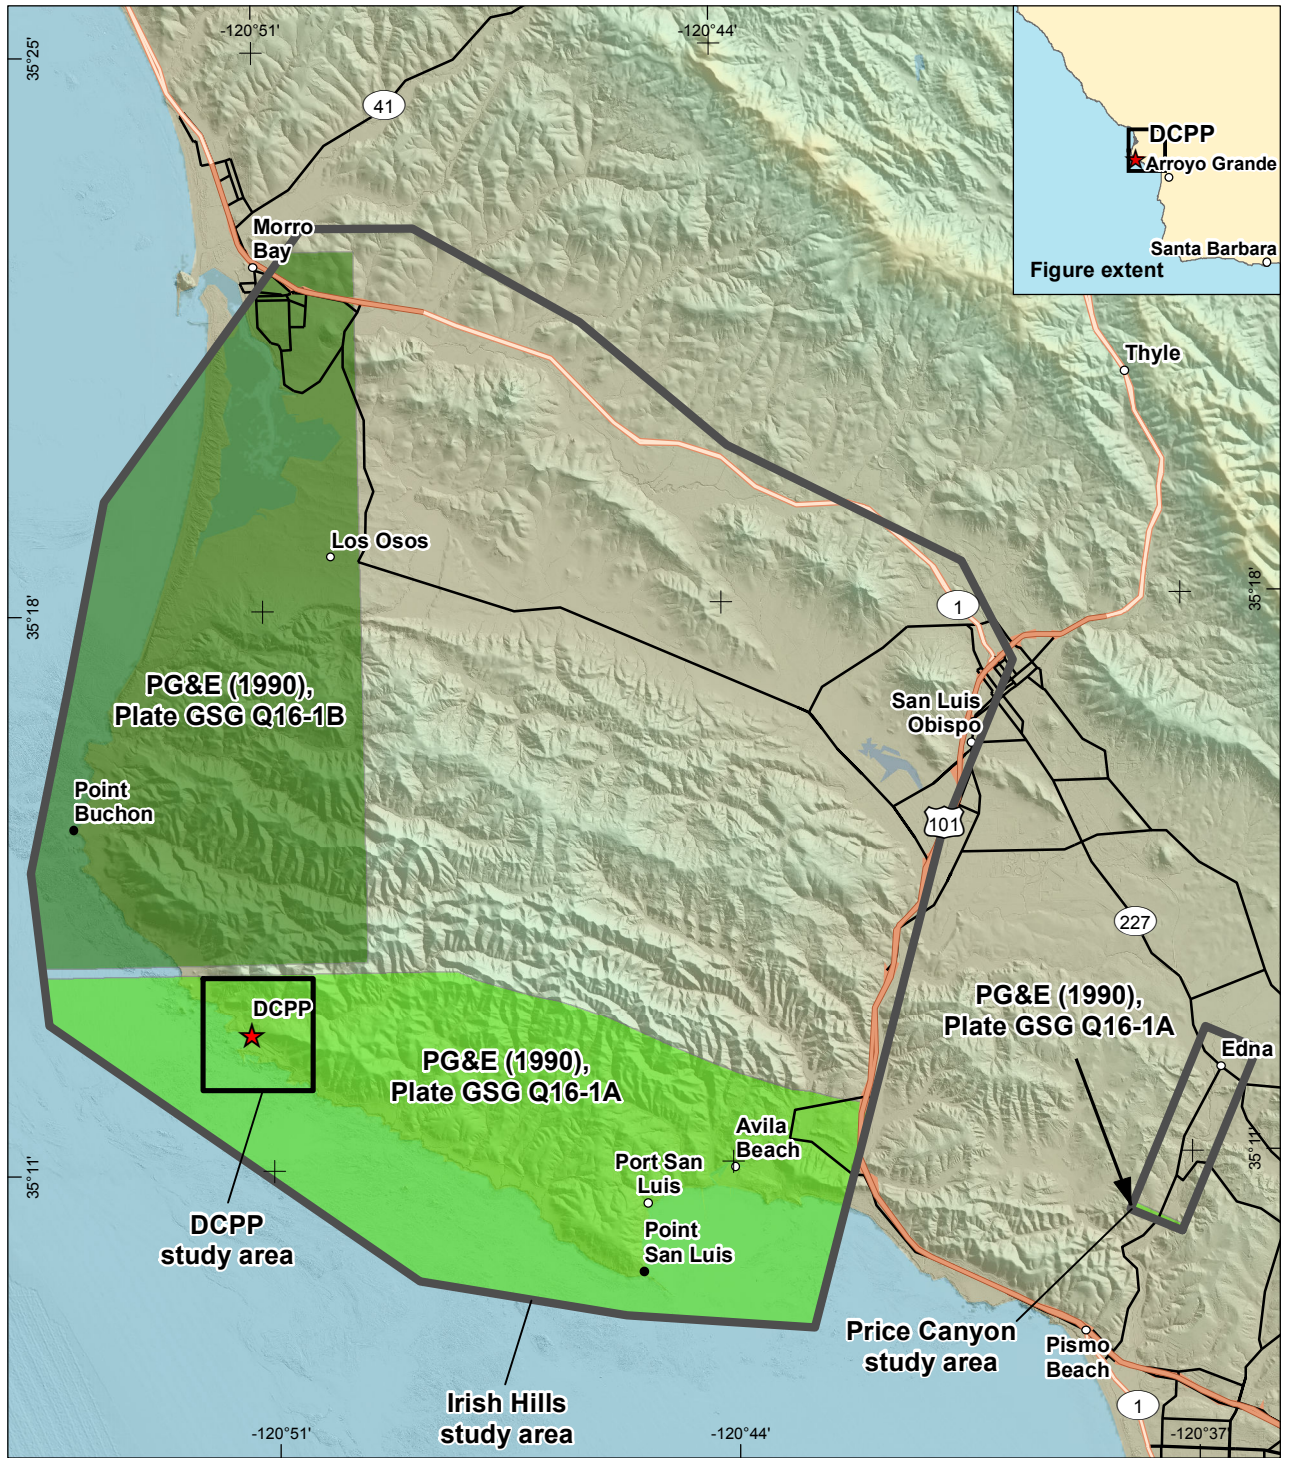 -120°51'
-120°44'
35°25'
41
DCPP
Arroyo Grande
Santa Barbara
Figure extent
Morro
Bay
Thyle
Los Osos
35°18'
35°18'
1
PG&E (1990),
Plate GSG Q16-1B
San Luis
Obispo
Point
Buchon
101
227
PG&E (1990),
Plate GSG Q16-1A
DCPP
Edna
PG&E (1990),
Plate GSG Q16-1A
Avila
Beach
35°11'
35°11'
Port San
Luis
Point
San Luis
DCPP
study area
Price Canyon
study area
Pismo
Beach
Irish Hills
study area
1
-120°51'
-120°44'
-120°37'